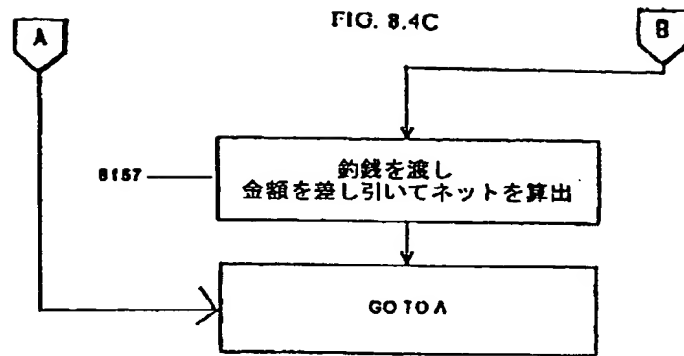 FIG. 8.4C
A
B
8157
釣銭を渡し
金額を差し引いてネットを算出
GO TO A